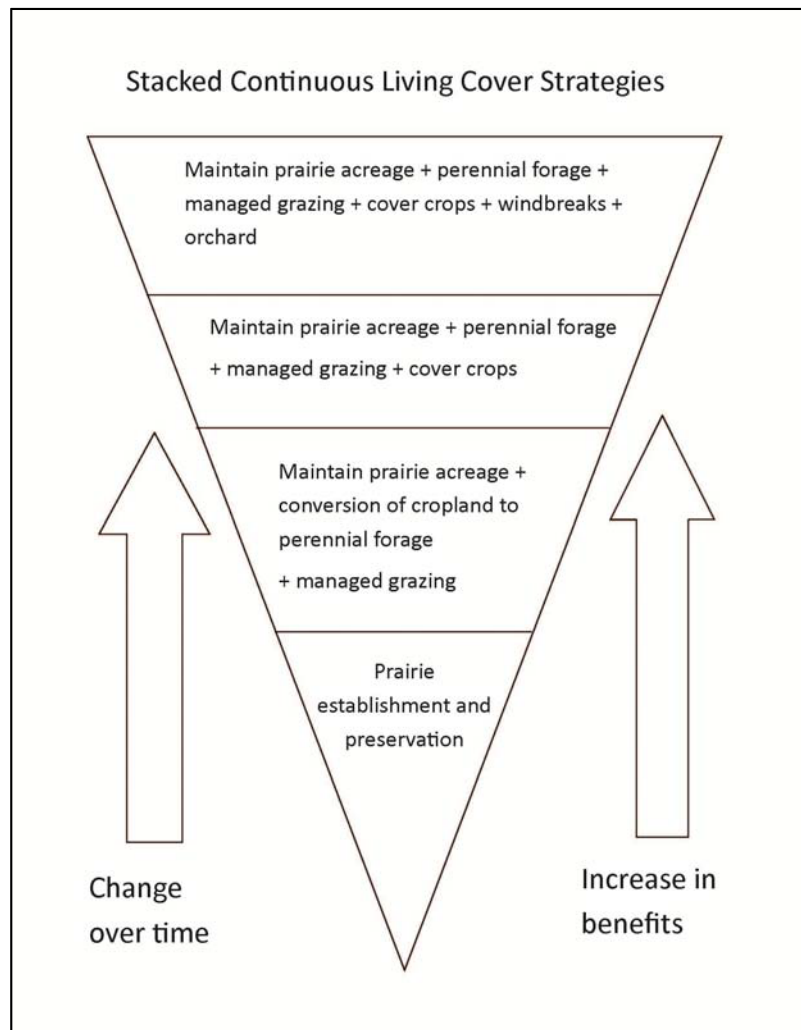 Stacked Continuous Living Cover Strategies
Maintain prairie acreage + perennial forage +
managed grazing + cover crops + windbreaks +
orchard
Maintain prairie acreage + perennial forage
+ managed grazing + cover crops
Maintain prairie acreage +
conversion of cropland to
perennial forage
+ managed grazing
Prairie
establishment and
preservation
Change
over time
Increase in
benefits